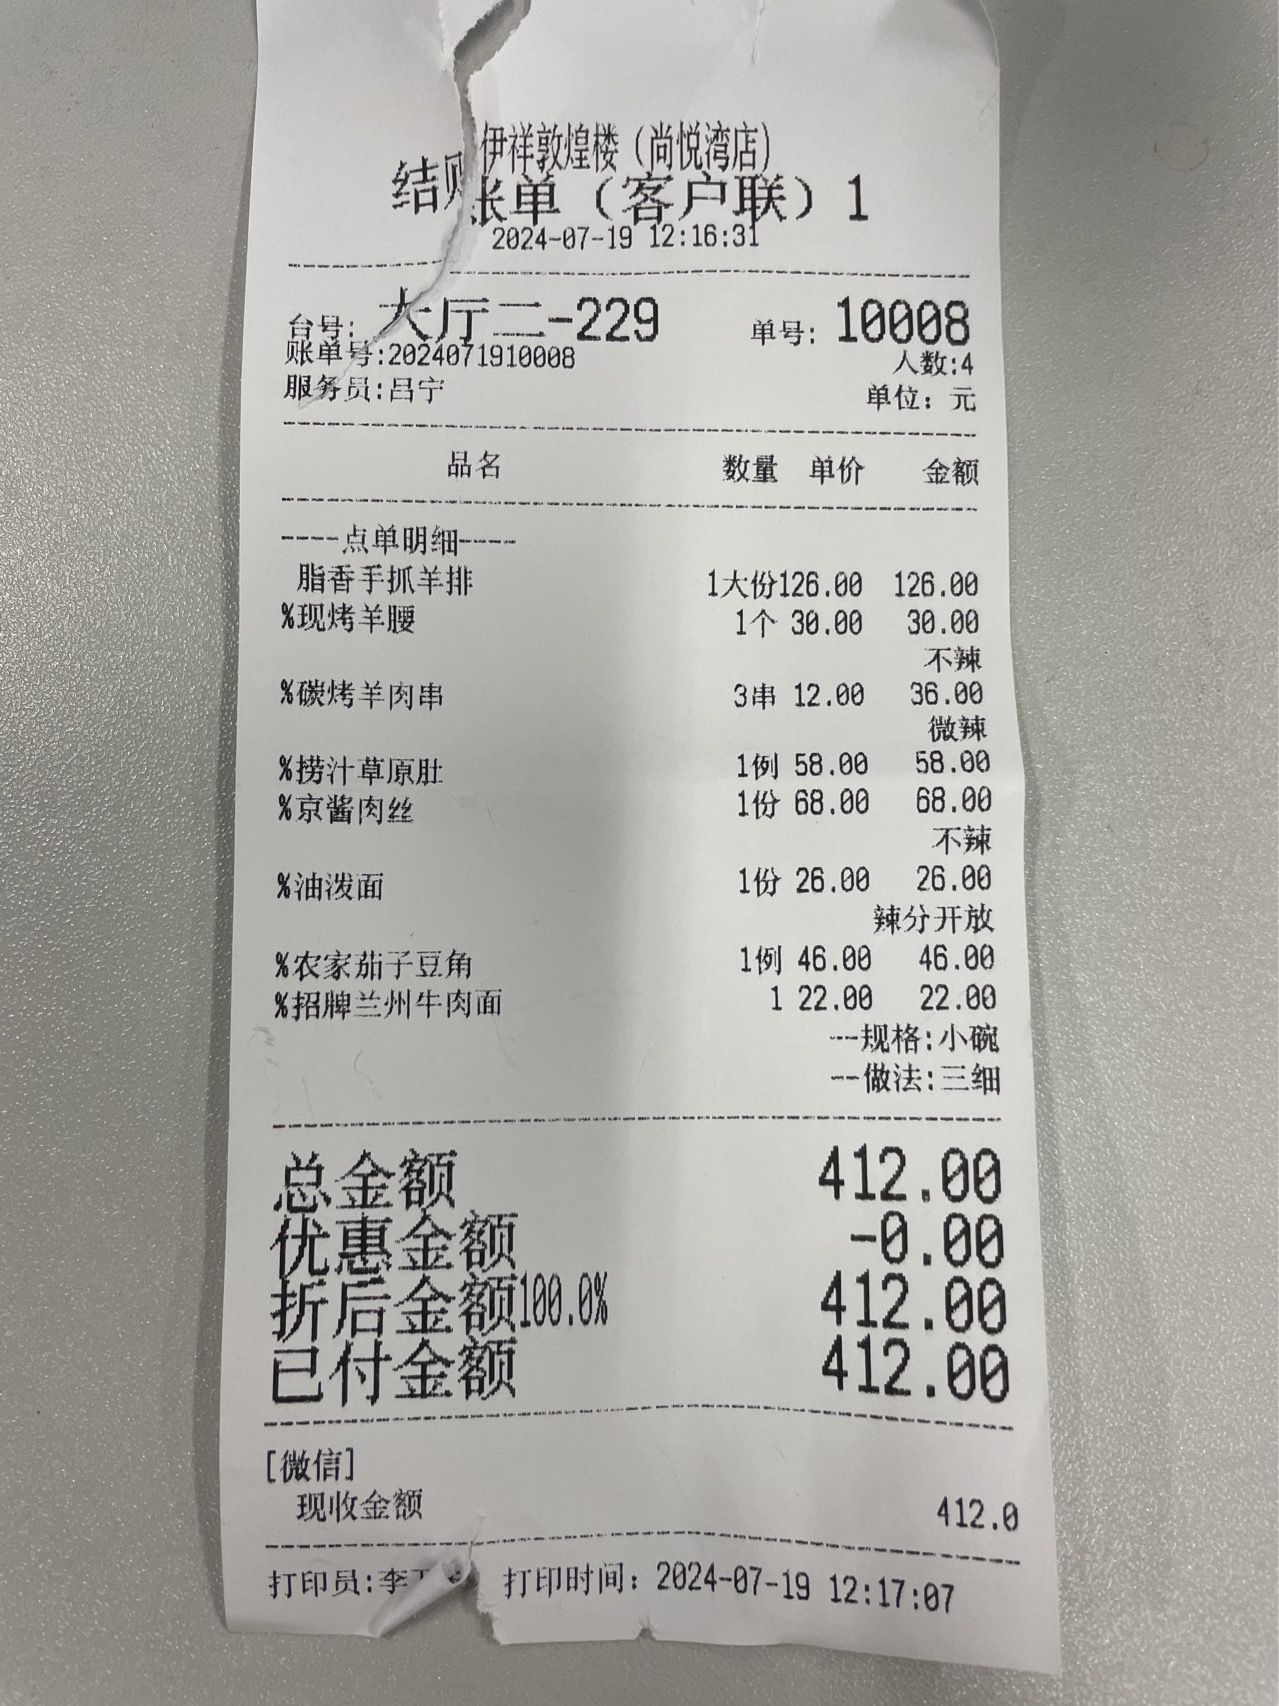 伊祥敦煌楼（尚悦湾店）
结账单（客户联）1
2024-07-19 12:16:31
台号: 大厅二-229 单号: 10008
账单号:2024071910008 人数:4
服务员:吕宁 单位: 元
品名 数量 单价 金额
----点单明细----
脂香手抓羊排 1大份126.00 126.00
%现烤羊腰 1个 30.00 30.00
不辣
%碳烤羊肉串 3串 12.00 36.00
微辣
%捞汁草原肚 1例 58.00 58.00
%京酱肉丝 1份 68.00 68.00
不辣
%油泼面 1份 26.00 26.00
辣分开放
%农家茄子豆角 1例 46.00 46.00
%招牌兰州牛肉面 1 22.00 22.00
--规格:小碗
--做法:三细
总金额 412.00
优惠金额 -0.00
折后金额100.0% 412.00
已付金额 412.00
[微信]
现收金额 412.0
打印员:李 打印时间: 2024-07-19 12:17:07